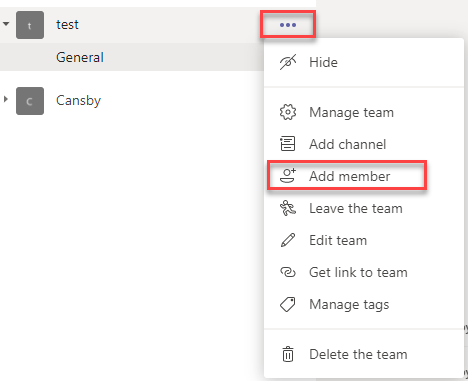 t test •••
General
C Cansby
Hide
Manage team
Add channel
Add member
Leave the team
Edit team
Get link to team
Manage tags
Delete the team